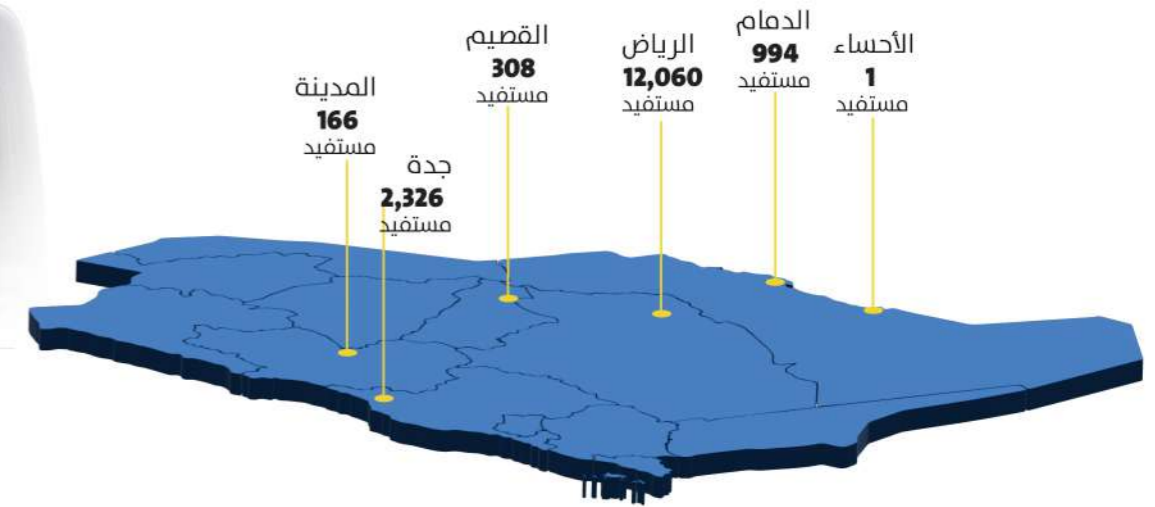 الأحساء
1
مستفيد
الدمام
994
مستفيد
الرياض
12,060
مستفيد
القصيم
308
مستفيد
المدينة
166
مستفيد
جدة
2,326
مستفيد